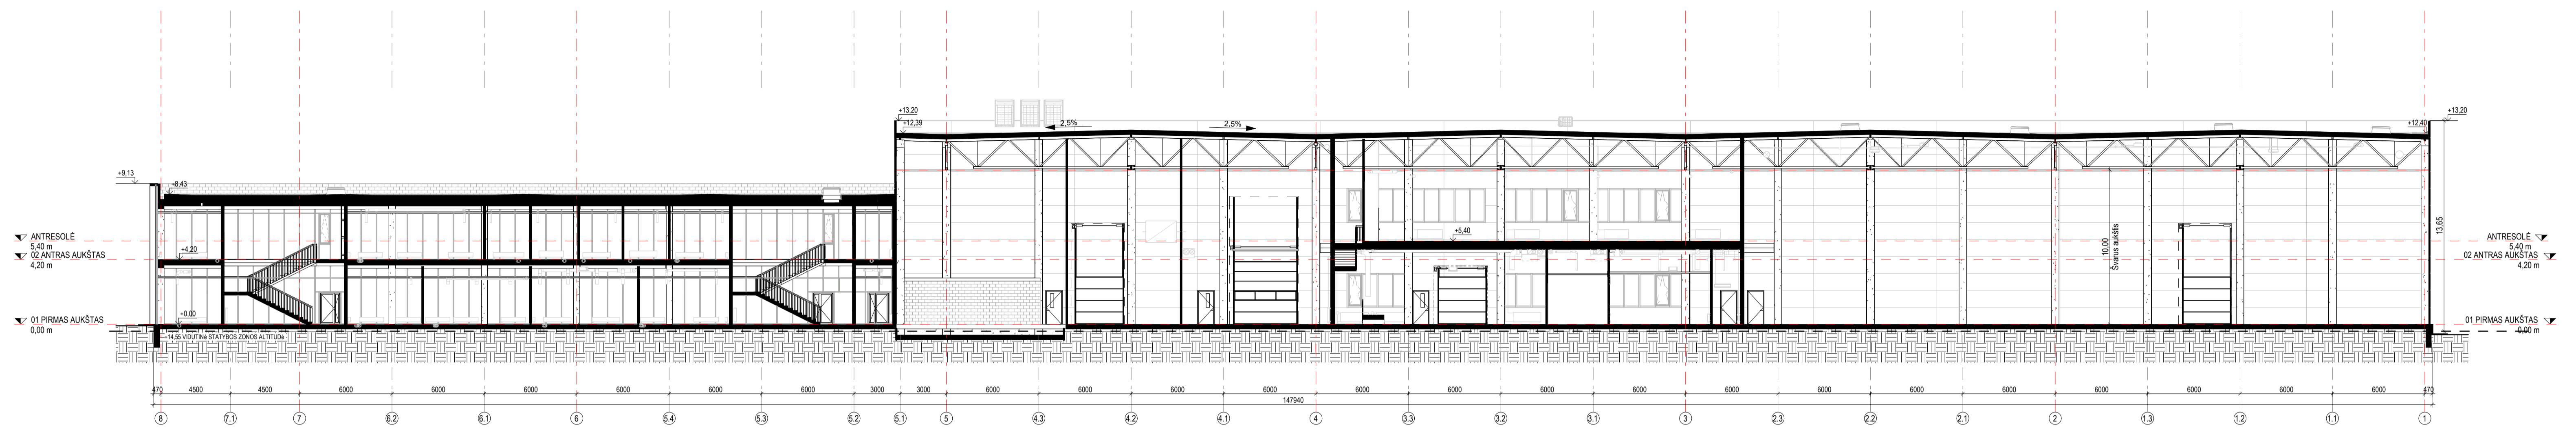 +13,20
+12,39
2,5%
2,5%
+13,20
+12,40
+9,13
+8,43
ANTRESOLĖ
5,40 m
02 ANTRAS AUKŠTAS
4,20 m
+4,20
+5,40
10,00
Švarus aukštis
13,65
ANTRESOLĖ
5,40 m
02 ANTRAS AUKŠTAS
4,20 m
01 PIRMAS AUKŠTAS
0,00 m
+0,00
+14,55 VIDUTINė STATYBOS ZONOS ALTITUDė
01 PIRMAS AUKŠTAS
0,00 m
470 4500 4500 6000 6000 6000 6000 6000 6000 3000 3000 6000 6000 6000 6000 6000 6000 6000 6000 6000 6000 6000 6000 6000 6000 6000 6000 470
147940
8 7.1 7 6.2 6.1 6 5.4 5.3 5.2 5.1 5 4.3 4.2 4.1 4 3.3 3.2 3.1 3 2.3 2.2 2.1 2 1.3 1.2 1.1 1